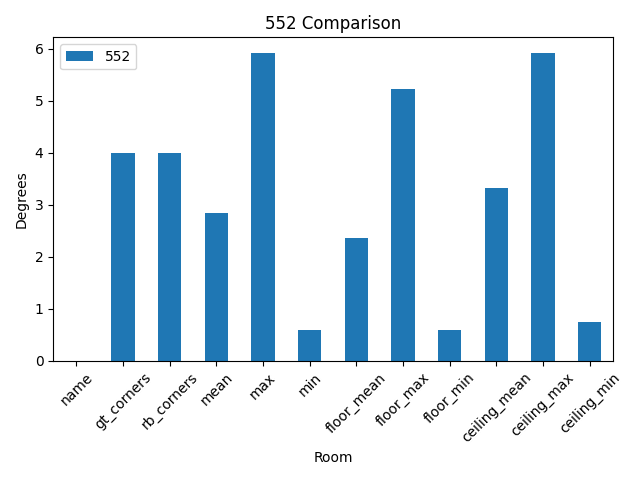 552 Comparison
552
6
5
4
3
2
1
0
Degrees
name
gt_corners
rb_corners
mean
max
min
floor_mean
floor_max
floor_min
ceiling_mean
ceiling_max
ceiling_min
Room